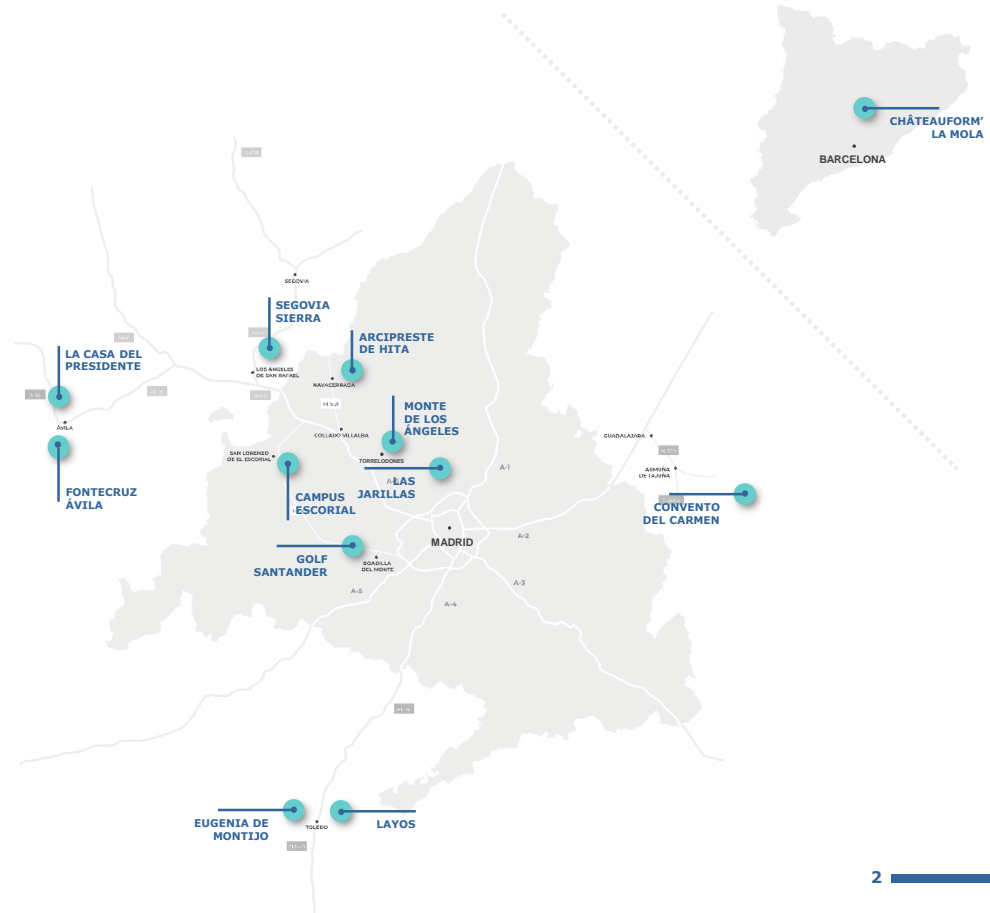 CHÂTEAUFORM’
LA MOLA
BARCELONA
SEGOVIA
SEGOVIA
SIERRA
ARCIPRESTE
DE HITA
LA CASA DEL
PRESIDENTE
LOS ÁNGELES
DE SAN RAFAEL
NAVACERRADA
MONTE
DE LOS
ÁNGELES
ÁVILA
COLLADO VILLALBA
GUADALAJARA
SAN LORENZO
DE EL ESCORIAL
TORRELODONES
A-1
ARMUÑA
DE TAJUÑA
LAS
JARILLAS
FONTECRUZ
ÁVILA
CAMPUS
ESCORIAL
CONVENTO
DEL CARMEN
MADRID
A-2
GOLF
SANTANDER
BOADILLA
DEL MONTE
A-3
A-5
A-4
EUGENIA DE
MONTIJO
TOLEDO
LAYOS
2